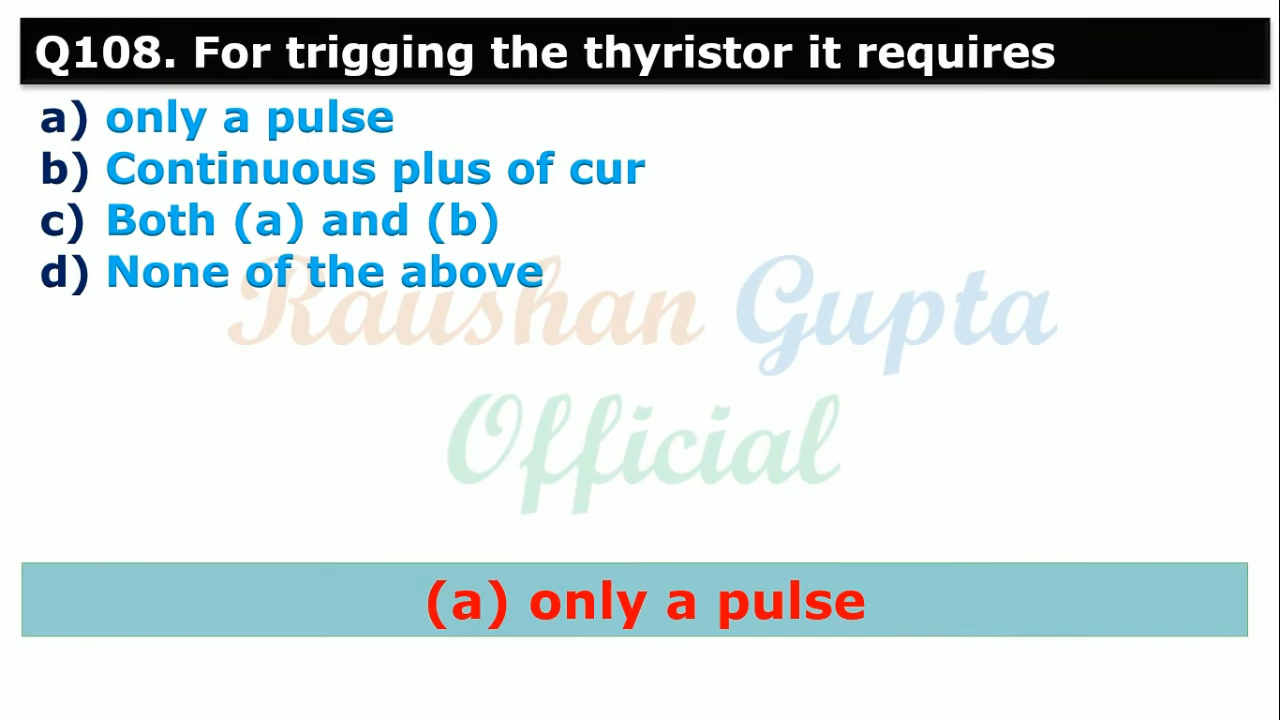 Q108. For trigging the thyristor it requires
a) only a pulse
b) Continuous plus of cur
c) Both (a) and (b)
d) None of the above
Raushan Gupta
Official
(a) only a pulse